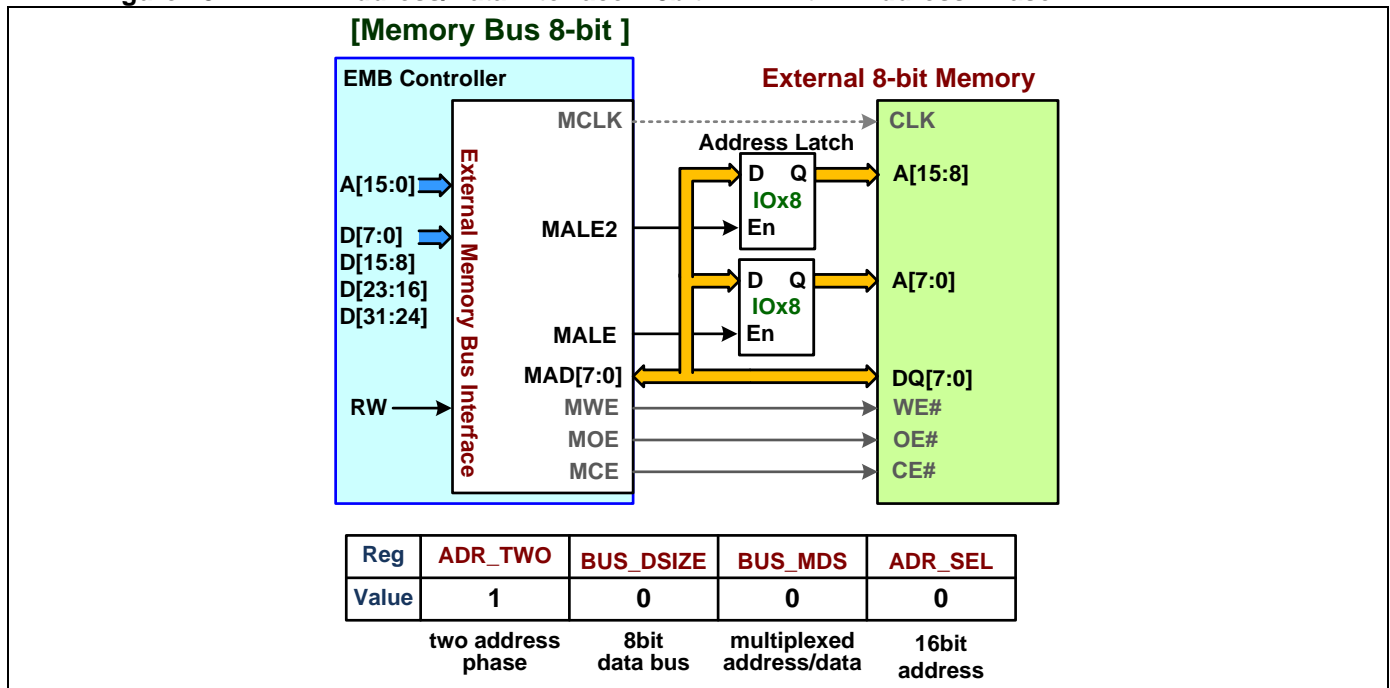 [Memory Bus 8-bit ]
EMB Controller
External 8-bit Memory
MCLK
CLK
Address Latch
A[15:0]
D Q
A[15:8]
IOx8
D[7:0]
MALE2
En
D[15:8]
D[23:16]
D[31:24]
External Memory Bus Interface
D Q
A[7:0]
IOx8
MALE
En
MAD[7:0]
DQ[7:0]
RW
MWE
WE#
MOE
OE#
MCE
CE#
Reg ADR_TWO BUS_DSIZE BUS_MDS ADR_SEL
Value 1 0 0 0
two address phase
8bit data bus
multiplexed address/data
16bit address